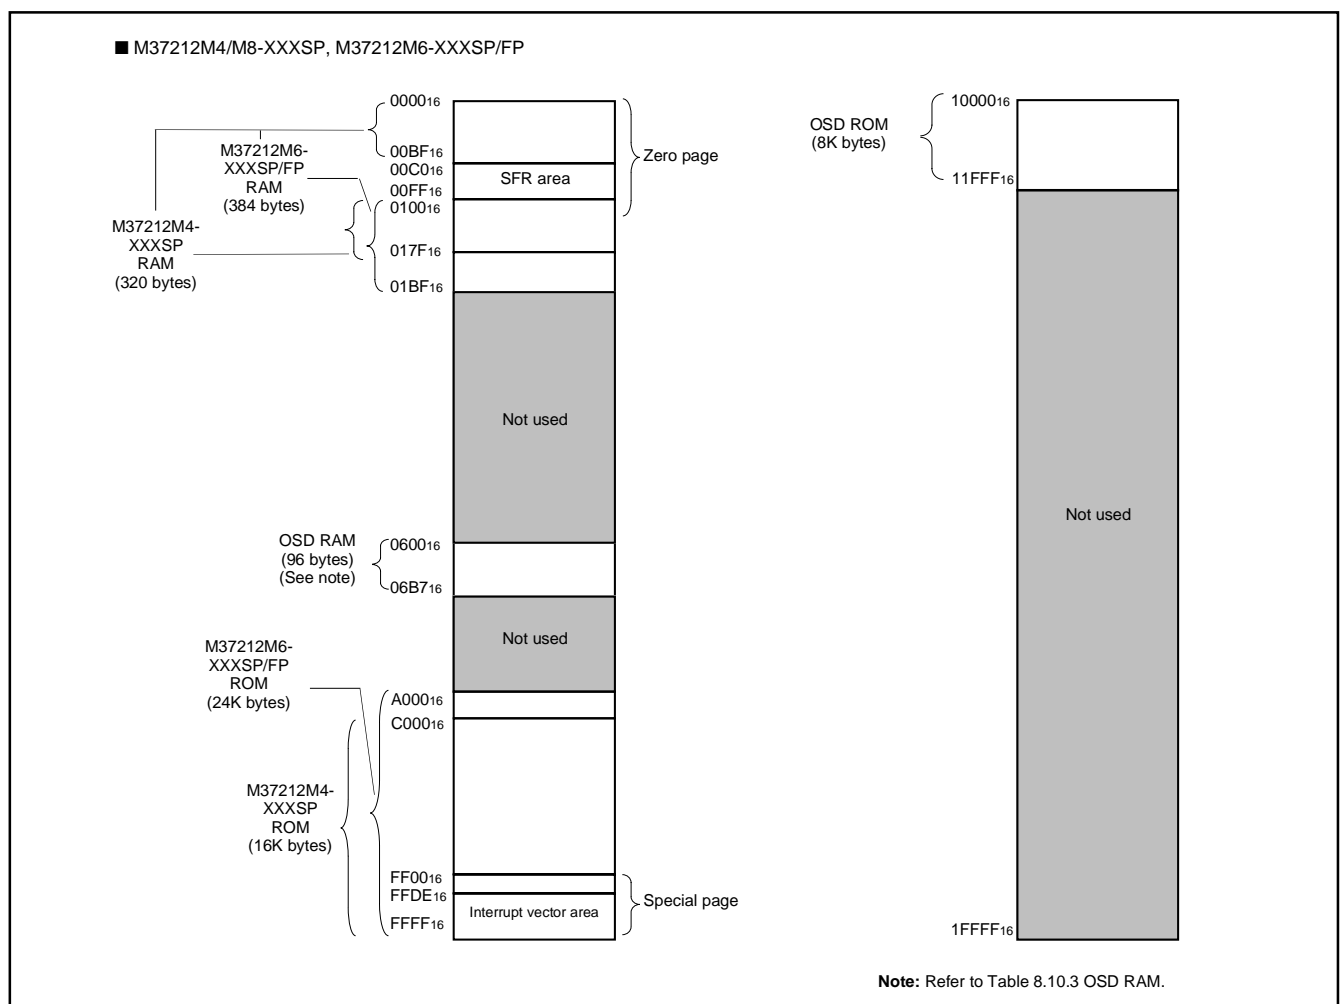 ■ M37212M4/M8-XXXSP, M37212M6-XXXSP/FP
0000₁₆
00BF₁₆
00C0₁₆
00FF₁₆
0100₁₆
017F₁₆
01BF₁₆
M37212M6-
XXXSP/FP
RAM
(384 bytes)
M37212M4-
XXXSP
RAM
(320 bytes)
SFR area
Zero page
Not used
OSD RAM
(96 bytes)
(See note)
0600₁₆
06B7₁₆
Not used
M37212M6-
XXXSP/FP
ROM
(24K bytes)
A000₁₆
C000₁₆
M37212M4-
XXXSP
ROM
(16K bytes)
FF00₁₆
FFDE₁₆
FFFF₁₆
Interrupt vector area
Special page
OSD ROM
(8K bytes)
10000₁₆
11FFF₁₆
Not used
1FFFF₁₆
Note: Refer to Table 8.10.3 OSD RAM.